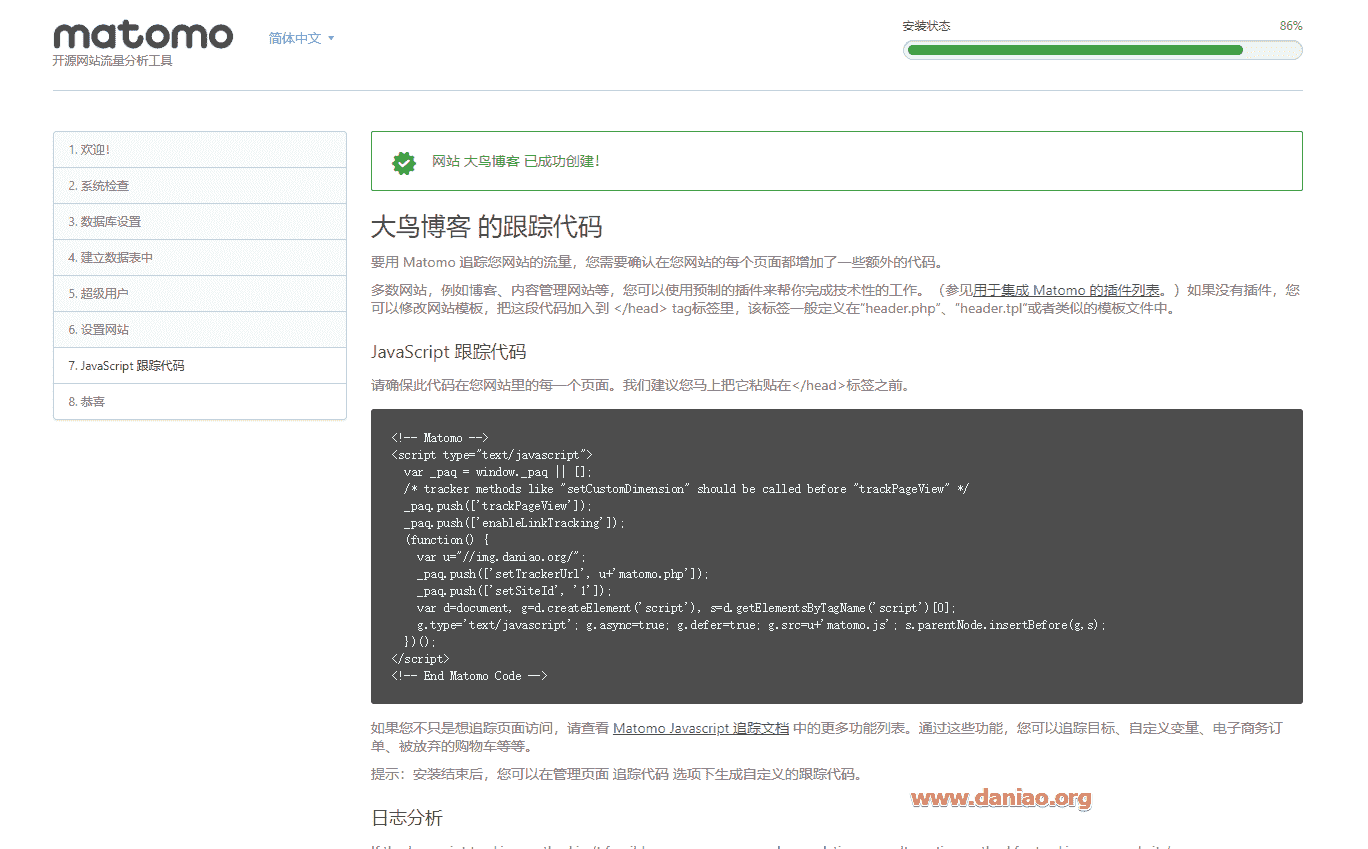 matomo
开源网站流量分析工具
简体中文
安装状态
86%
1. 欢迎!
2. 系统检查
3. 数据库设置
4. 建立数据表中
5. 超级用户
6. 设置网站
7. JavaScript 跟踪代码
8. 恭喜
网站 大鸟博客 已成功创建!
大鸟博客 的跟踪代码
要用 Matomo 追踪您网站的流量，您需要确认在您网站的每个页面都增加了一些额外的代码。
多数网站，例如博客、内容管理网站等，您可以使用预制的插件来帮你完成技术性的工作。（参见用于集成 Matomo 的插件列表。）如果没有插件，您
可以修改网站模板，把这段代码加入到 </head> tag标签里，该标签一般定义在“header.php”、”header.tpl”或者类似的模板文件中。
JavaScript 跟踪代码
请确保此代码在您网站里的每一个页面。我们建议您马上把它粘贴在</head>标签之前。
<!-- Matomo -->
<script type="text/javascript">
var _paq = window._paq || [];
/* tracker methods like "setCustomDimension" should be called before "trackPageView" */
_paq.push(['trackPageView']);
_paq.push(['enableLinkTracking']);
(function() {
var u="//img.daniao.org/";
_paq.push(['setTrackerUrl', u+'matomo.php']);
_paq.push(['setSiteId', '1']);
var d=document, g=d.createElement('script'), s=d.getElementsByTagName('script')[0];
g.type='text/javascript'; g.async=true; g.defer=true; g.src=u+'matomo.js'; s.parentNode.insertBefore(g,s);
})();
</script>
<!-- End Matomo Code -->
如果您不只是想追踪页面访问，请查看 Matomo Javascript 追踪文档 中的更多功能列表。通过这些功能，您可以追踪目标、自定义变量、电子商务订
单、被放弃的购物车等等。
提示：安装结束后，您可以在管理页面 追踪代码 选项下生成自定义的跟踪代码。
www.daniao.org
日志分析